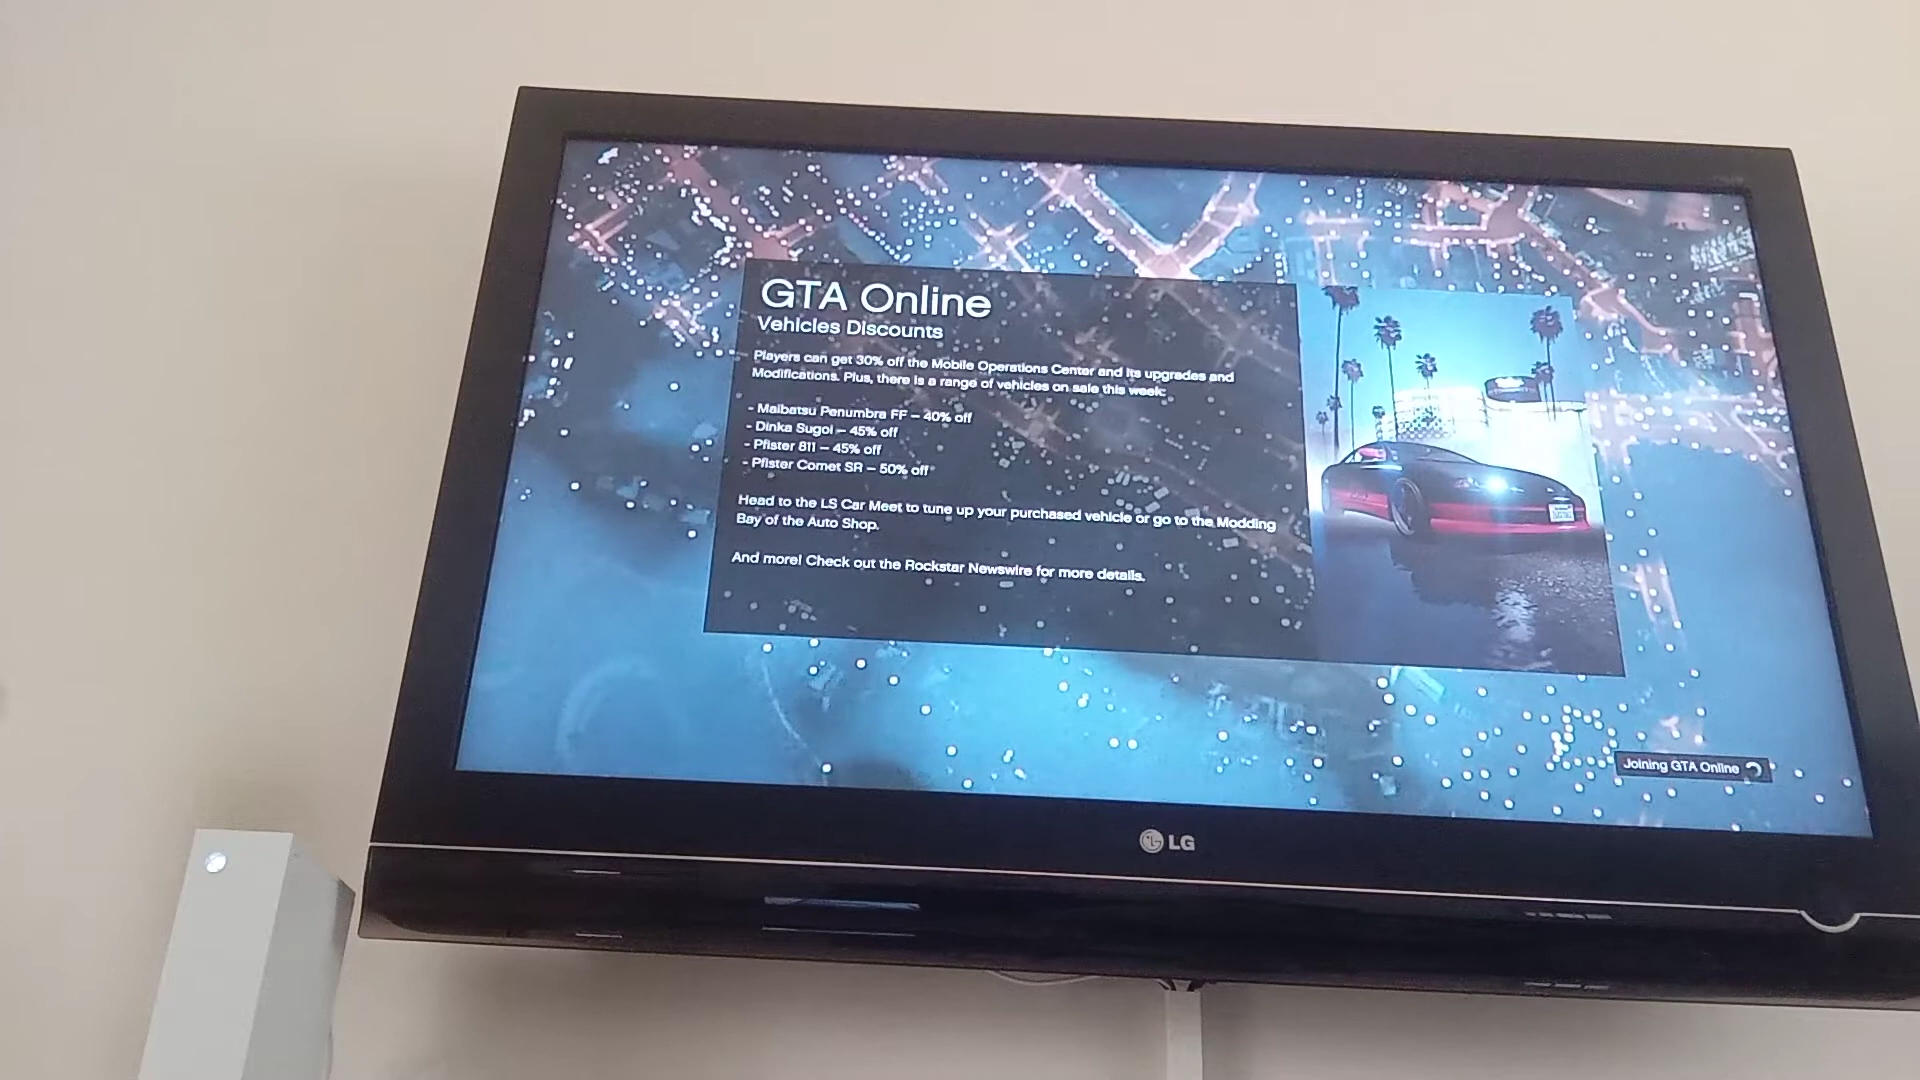 GTA Online
Vehicles Discounts
Players can get 30% off the Mobile Operations Center and its upgrades and
Modifications. Plus, there is a range of vehicles on sale this week:
- Maibatsu Penumbra FF – 40% off
- Dinka Sugoi – 45% off
- Pfister 811 – 45% off
- Pfister Comet SR – 50% off
Head to the LS Car Meet to tune up your purchased vehicle or go to the Modding
Bay of the Auto Shop.
And more! Check out the Rockstar Newswire for more details.
Joining GTA Online
LG